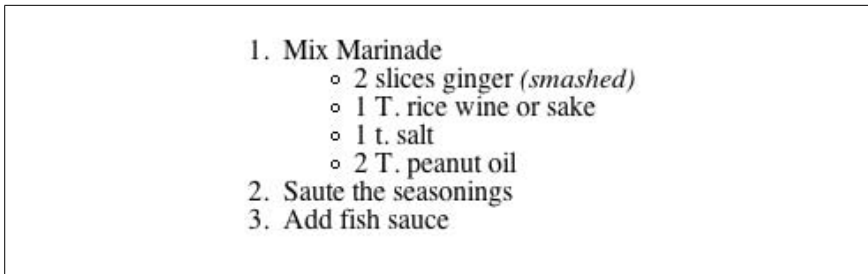 1. Mix Marinade
∘ 2 slices ginger (smashed)
∘ 1 T. rice wine or sake
∘ 1 t. salt
∘ 2 T. peanut oil
2. Saute the seasonings
3. Add fish sauce